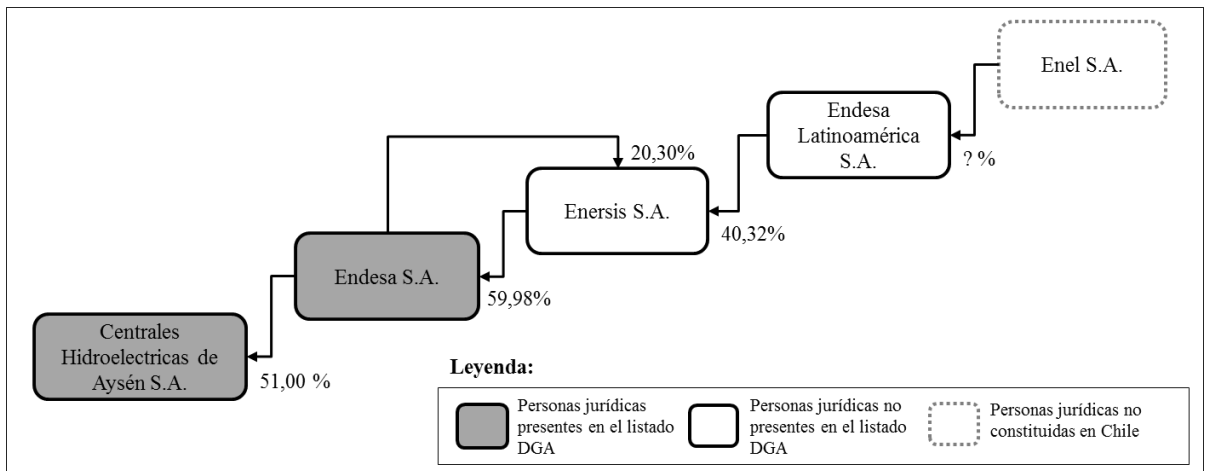 Enel S.A.
Endesa
Latinoamérica
S.A.
? %
20,30%
Enersis S.A.
40,32%
Endesa S.A.
59,98%
Centrales
Hidroelectricas de
Aysén S.A.
51,00 %
Leyenda:
Personas jurídicas
presentes en el listado
DGA
Personas jurídicas no
presentes en el listado
DGA
Personas jurídicas no
constituidas en Chile